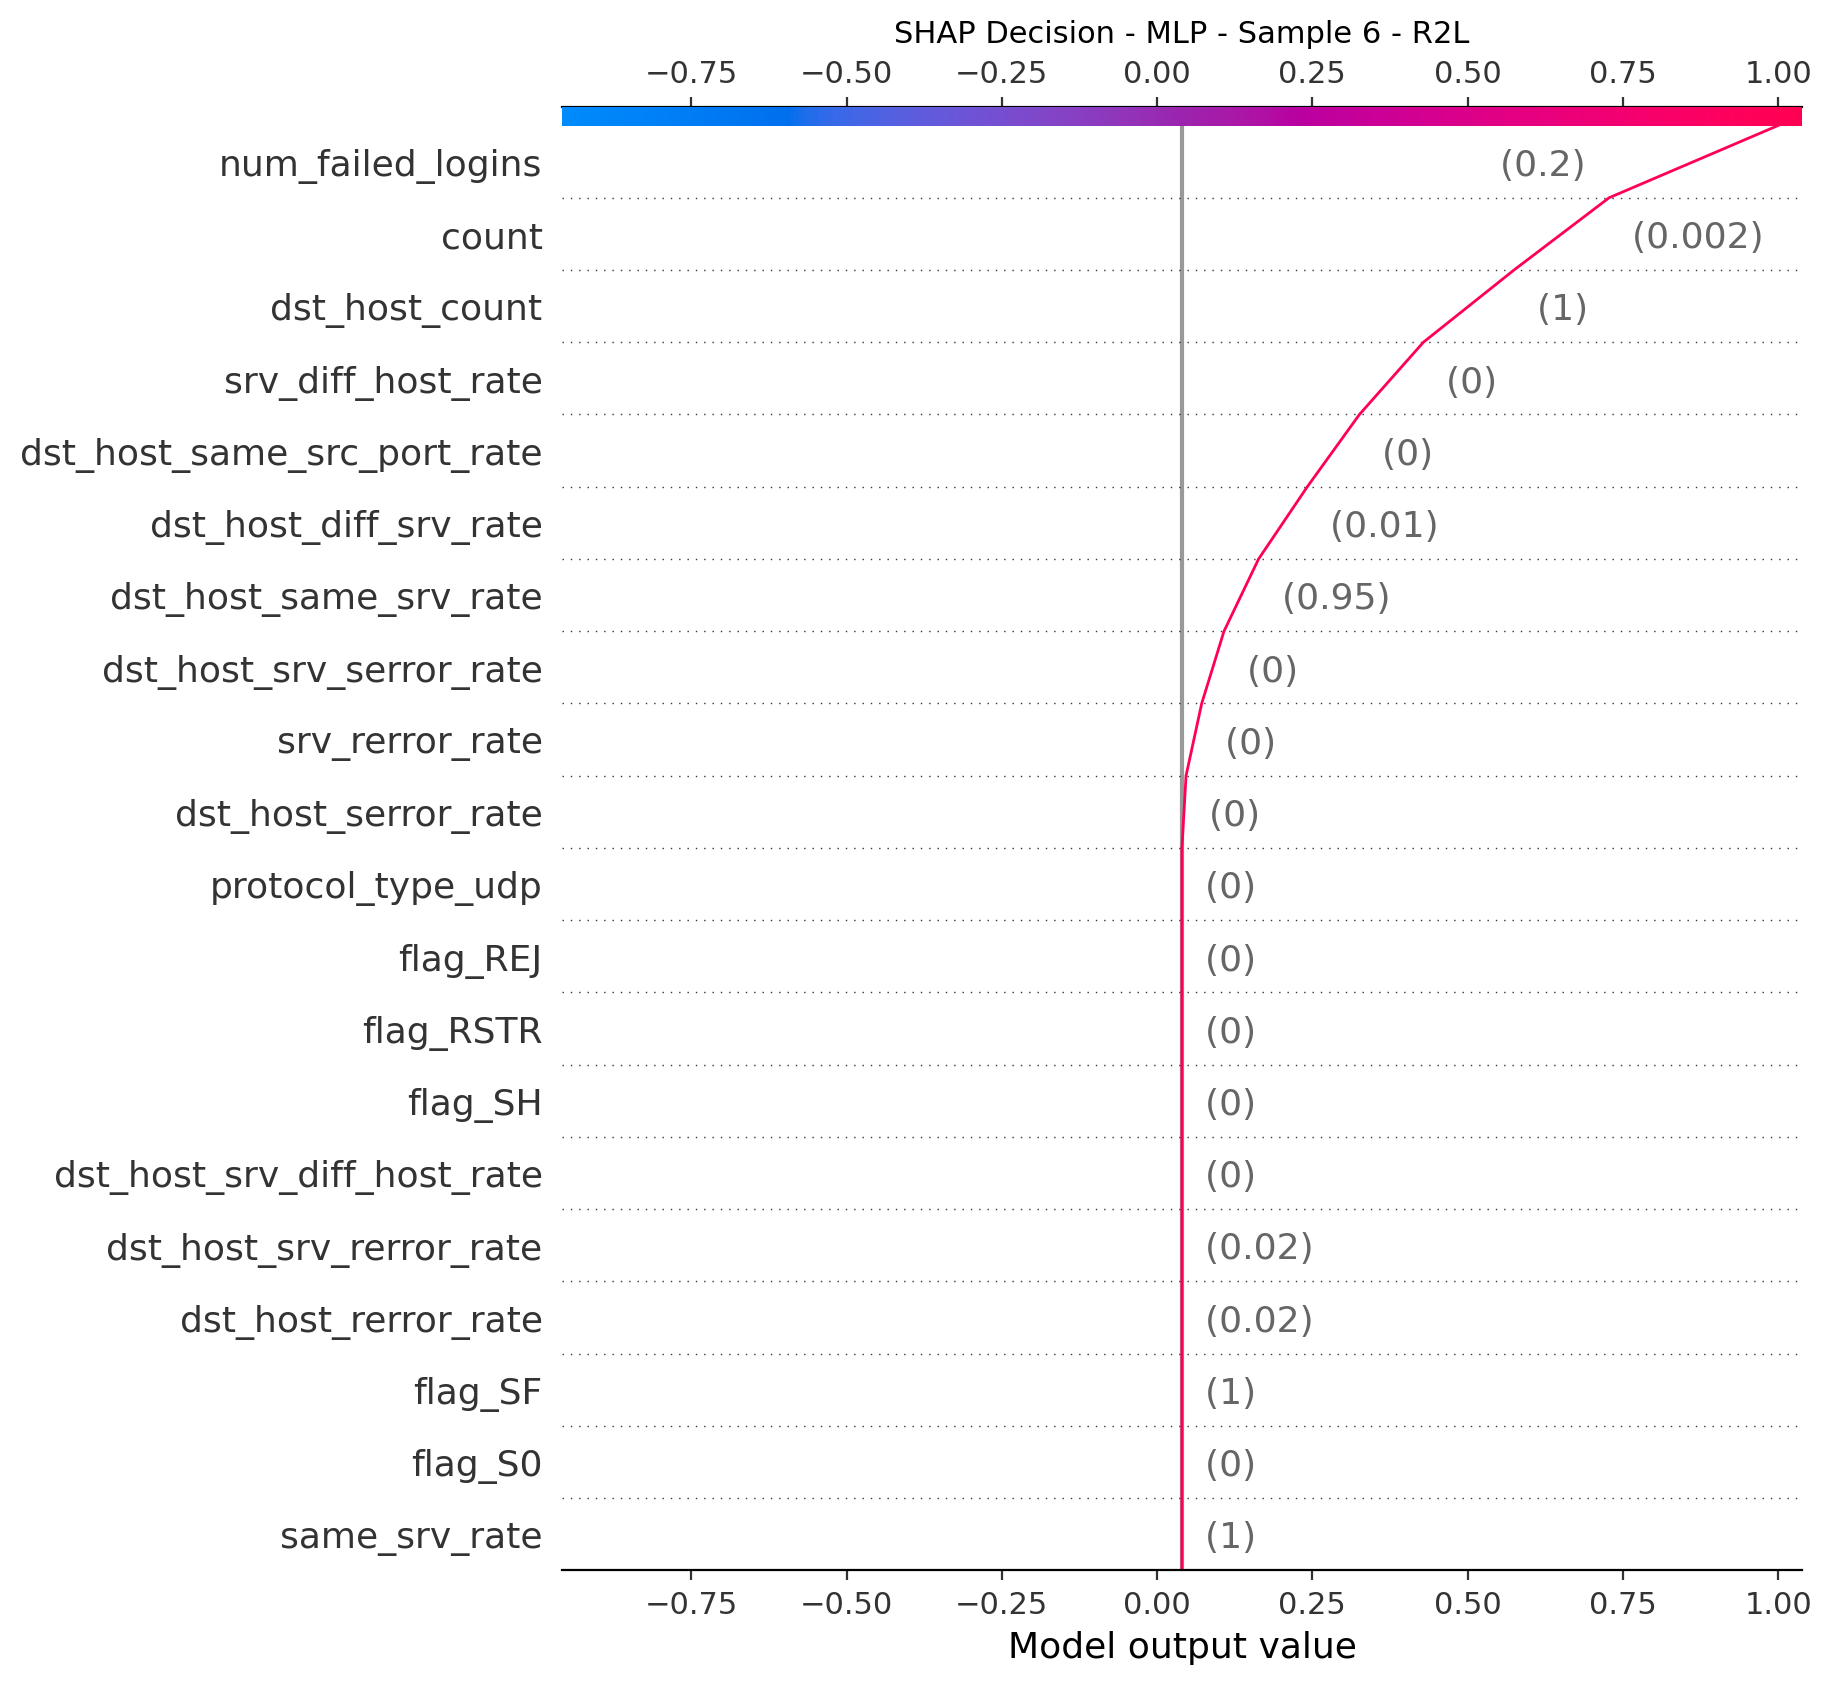 SHAP Decision - MLP - Sample 6 - R2L
−0.75 −0.50 −0.25 0.00 0.25 0.50 0.75 1.00
num_failed_logins (0.2)
count (0.002)
dst_host_count (1)
srv_diff_host_rate (0)
dst_host_same_src_port_rate (0)
dst_host_diff_srv_rate (0.01)
dst_host_same_srv_rate (0.95)
dst_host_srv_serror_rate (0)
srv_rerror_rate (0)
dst_host_serror_rate (0)
protocol_type_udp (0)
flag_REJ (0)
flag_RSTR (0)
flag_SH (0)
dst_host_srv_diff_host_rate (0)
dst_host_srv_rerror_rate (0.02)
dst_host_rerror_rate (0.02)
flag_SF (1)
flag_S0 (0)
same_srv_rate (1)
−0.75 −0.50 −0.25 0.00 0.25 0.50 0.75 1.00
Model output value